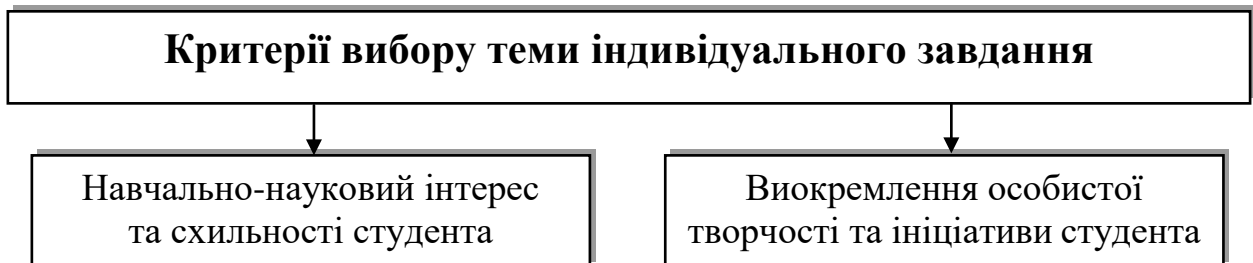 Критерії вибору теми індивідуального завдання
Навчально-науковий інтерес
та схильності студента
Виокремлення особистої
творчості та ініціативи студента